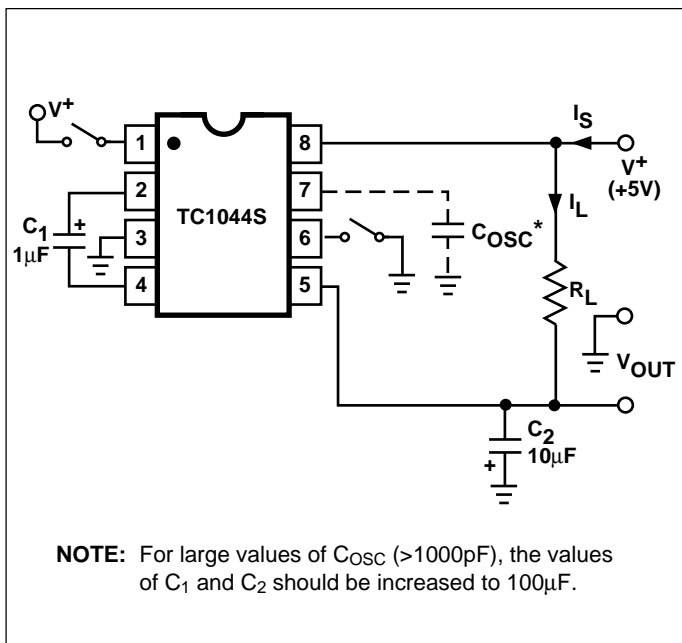 V+
1
2
3
4
TC1044S
8
7
6
5
C1
+
1µF
COSC*
IS
V+
(+5V)
IL
RL
VOUT
C2
10µF
+
NOTE: For large values of COSC (>1000pF), the values
of C1 and C2 should be increased to 100µF.